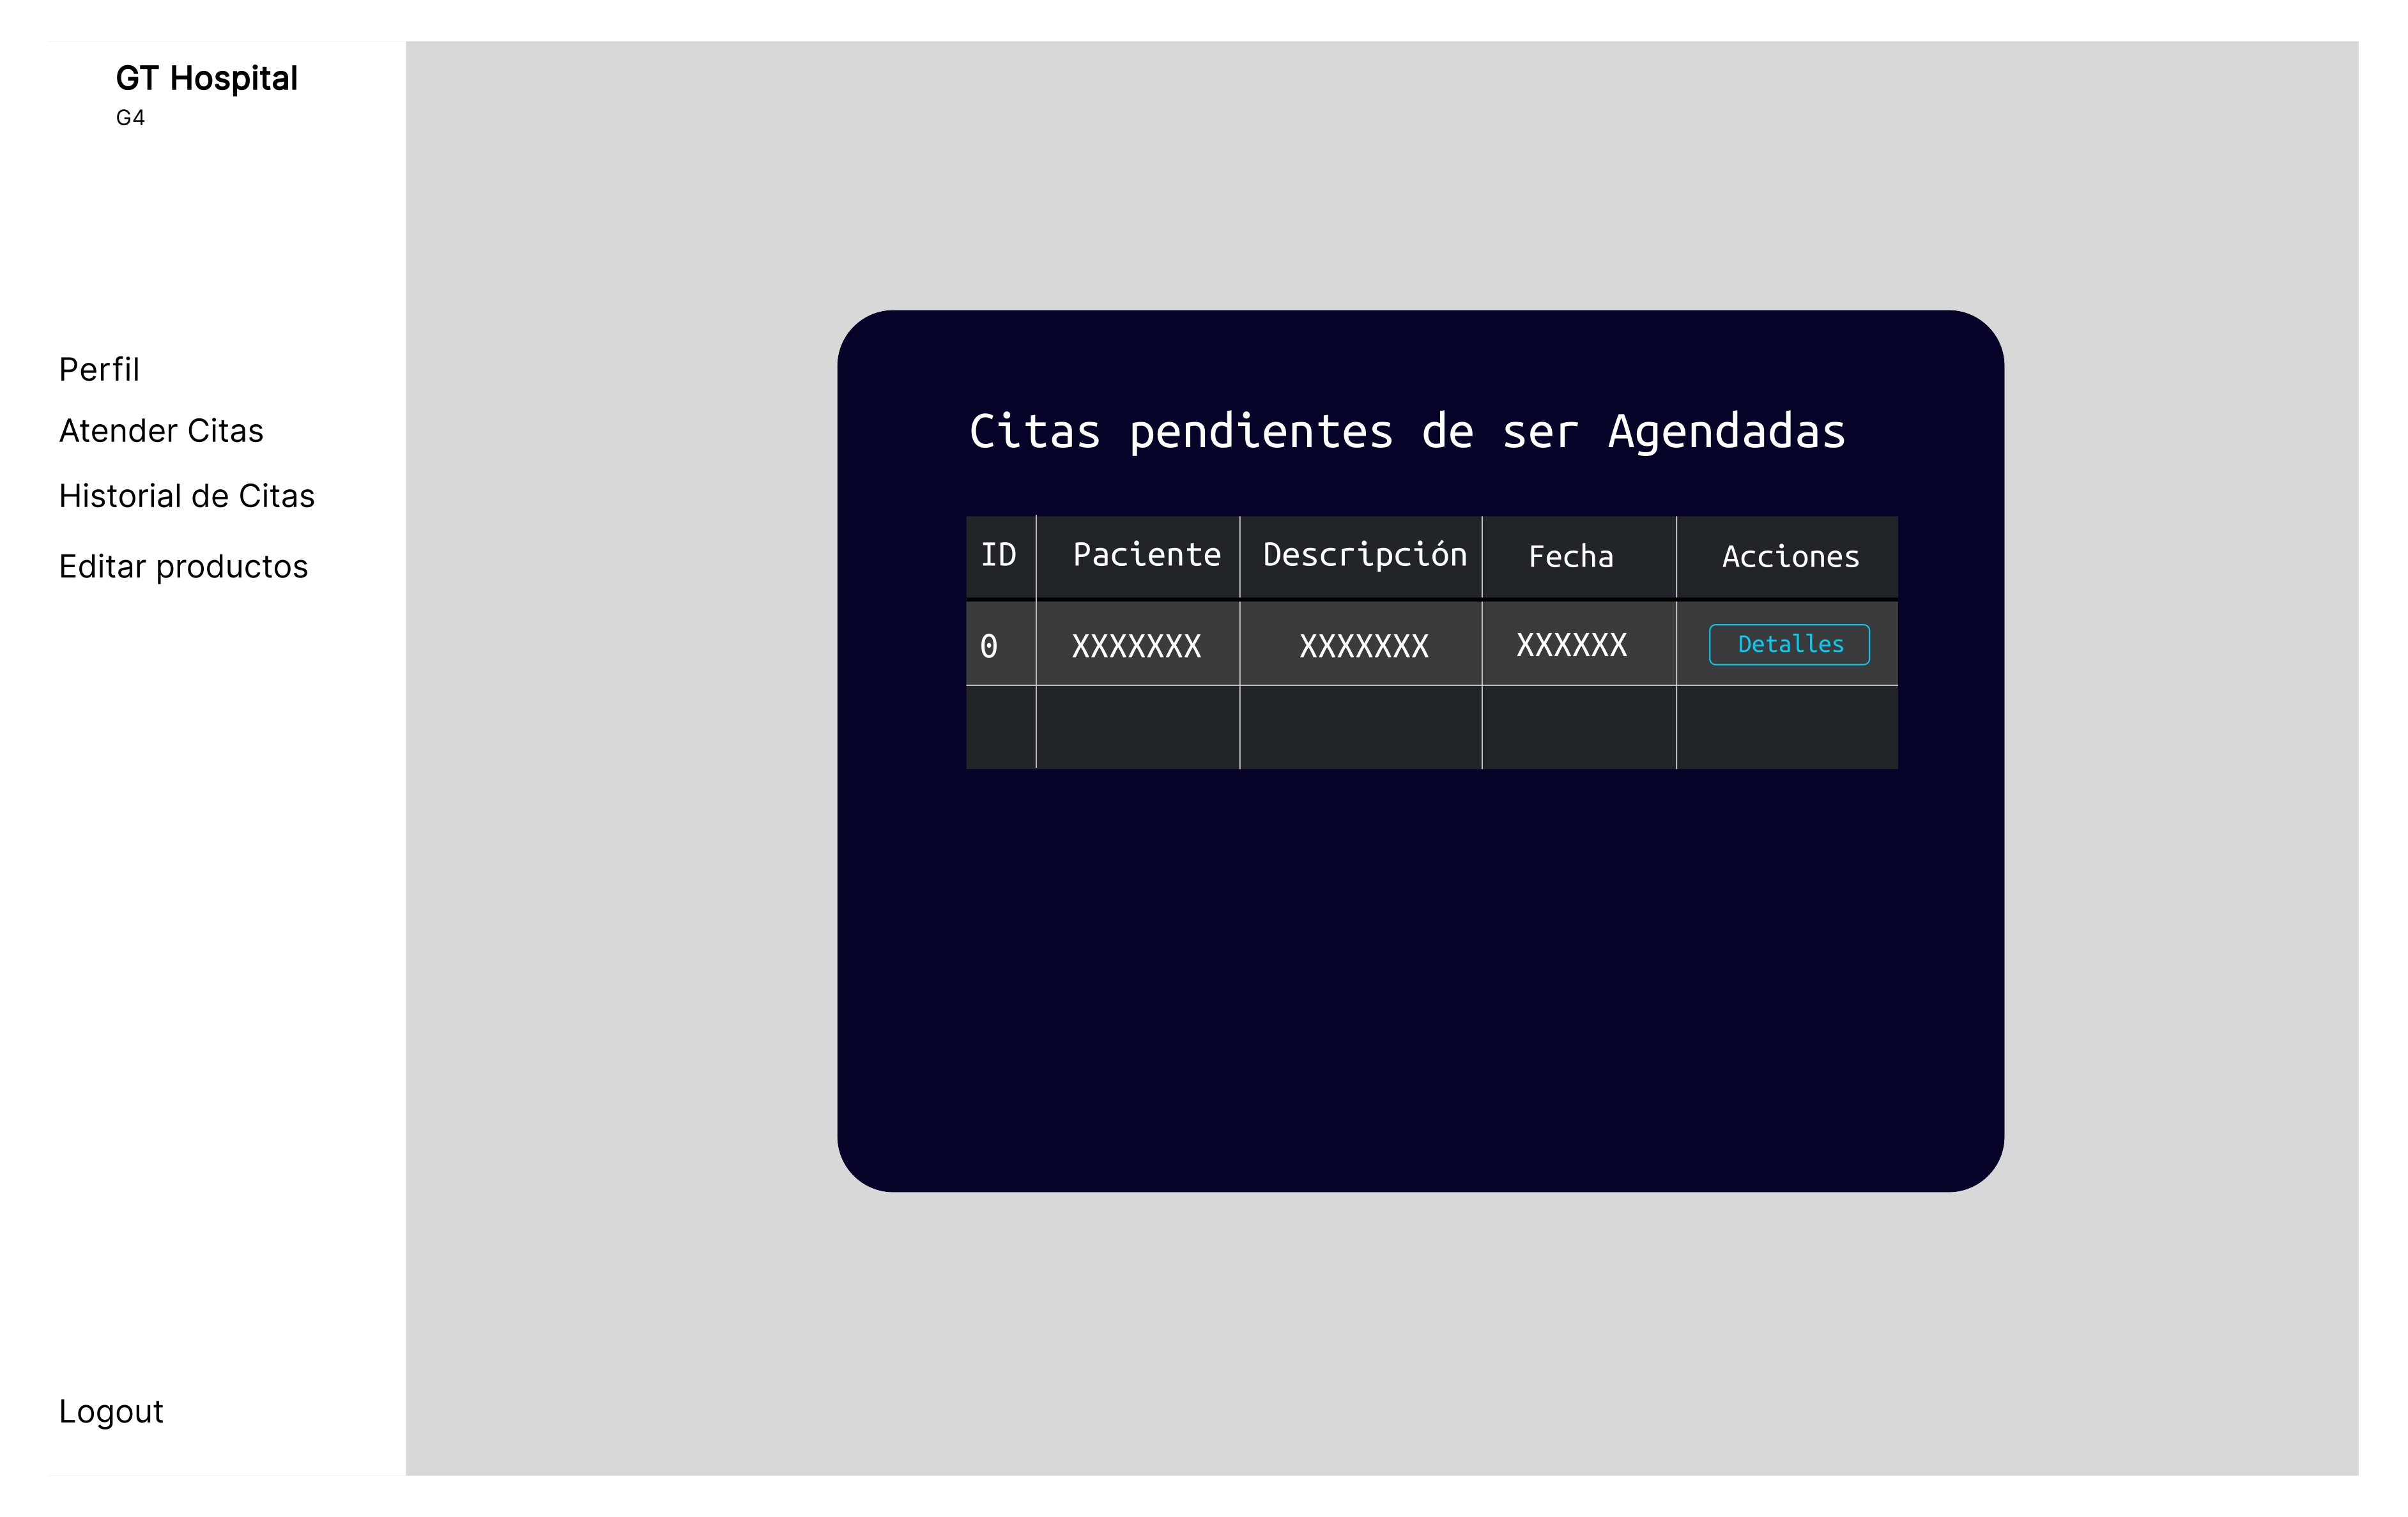 GT Hospital
G4
Perfil
Atender Citas
Historial de Citas
Editar productos
Logout
Citas pendientes de ser Agendadas
ID Paciente Descripción Fecha Acciones
0 XXXXXXX XXXXXXX XXXXXX Detalles